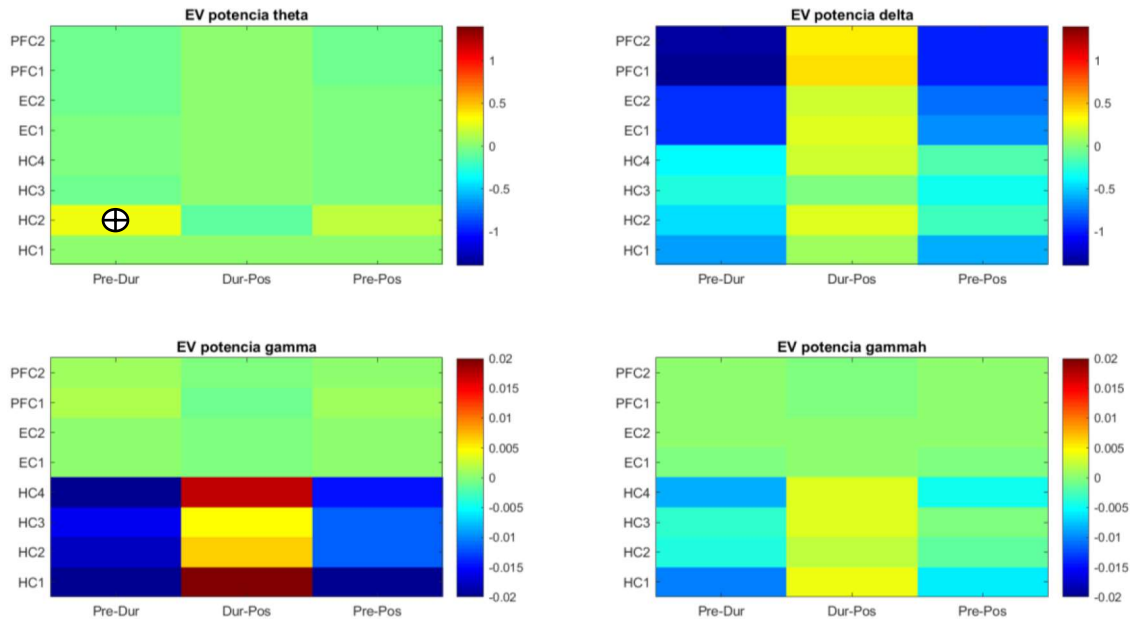 EV potencia theta
PFC2
PFC1
EC2
EC1
HC4
HC3
HC2
HC1
Pre-Dur Dur-Pos Pre-Pos
1
0.5
0
-0.5
-1
EV potencia delta
PFC2
PFC1
EC2
EC1
HC4
HC3
HC2
HC1
Pre-Dur Dur-Pos Pre-Pos
1
0.5
0
-0.5
-1
EV potencia gamma
PFC2
PFC1
EC2
EC1
HC4
HC3
HC2
HC1
Pre-Dur Dur-Pos Pre-Pos
0.02
0.015
0.01
0.005
0
-0.005
-0.01
-0.015
-0.02
EV potencia gammah
PFC2
PFC1
EC2
EC1
HC4
HC3
HC2
HC1
Pre-Dur Dur-Pos Pre-Pos
0.02
0.015
0.01
0.005
0
-0.005
-0.01
-0.015
-0.02